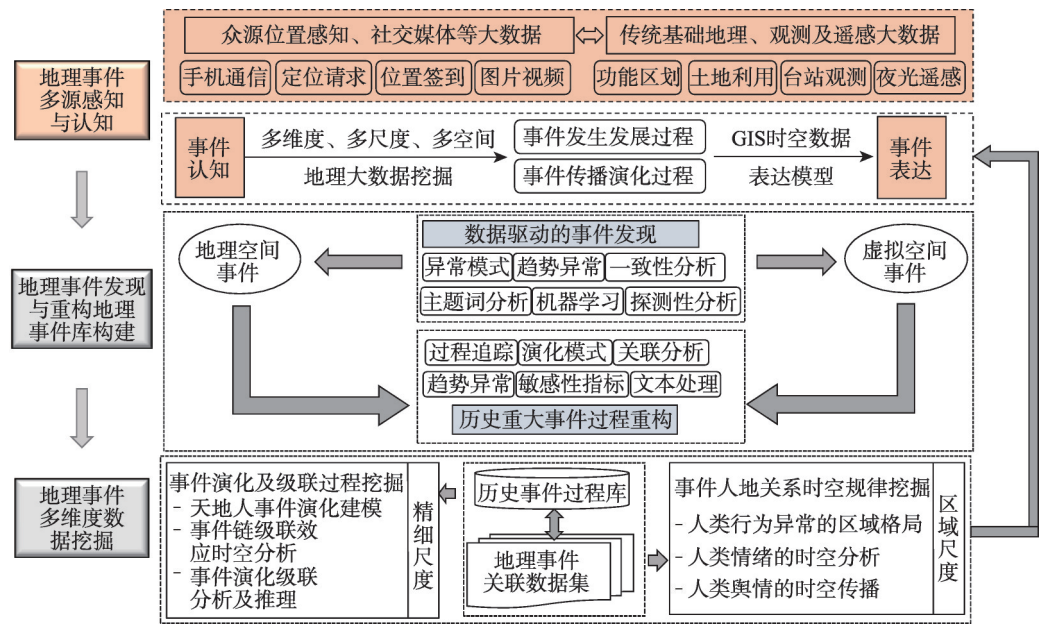 众源位置感知、社交媒体等大数据
传统基础地理、观测及遥感大数据
手机通信
定位请求
位置签到
图片视频
功能区划
土地利用
台站观测
夜光遥感
地理事件
多源感知
与认知
事件
认知
多维度、多尺度、多空间
地理大数据挖掘
事件发生发展过程
事件传播演化过程
GIS时空数据
表达模型
事件
表达
地理事件发现
与重构地理
事件库构建
地理空间
事件
数据驱动的事件发现
异常模式
趋势异常
一致性分析
主题词分析
机器学习
探测性分析
虚拟空间
事件
过程追踪
演化模式
关联分析
趋势异常
敏感性指标
文本处理
历史重大事件过程重构
地理事件
多维度数
据挖掘
事件演化及级联过程挖掘
- 天地人事件演化建模
- 事件链级联效
应时空分析
- 事件演化级联
分析及推理
精细尺度
历史事件过程库
地理事件
关联数据集
事件人地关系时空规律挖掘
- 人类行为异常的区域格局
- 人类情绪的时空分析
- 人类舆情的时空传播
区域尺度